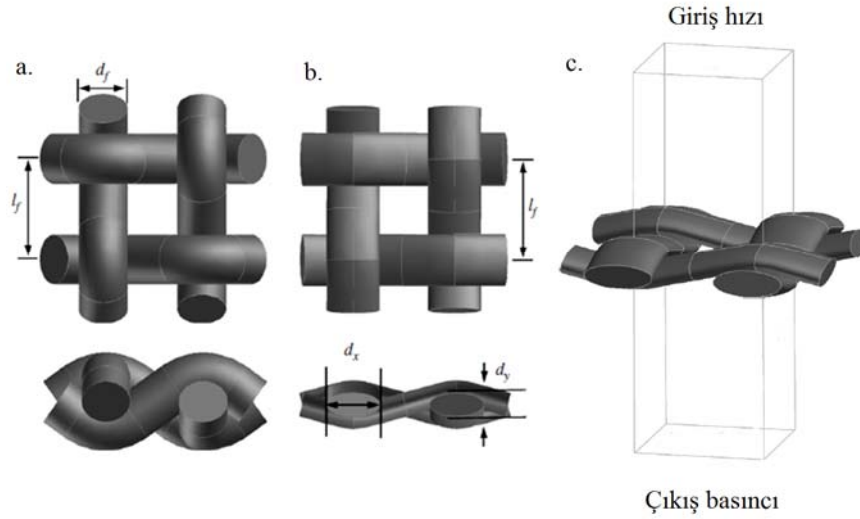 Giriş hızı
a.
d_f
b.
c.
l_f
l_f
d_x
d_y
Çıkış basıncı